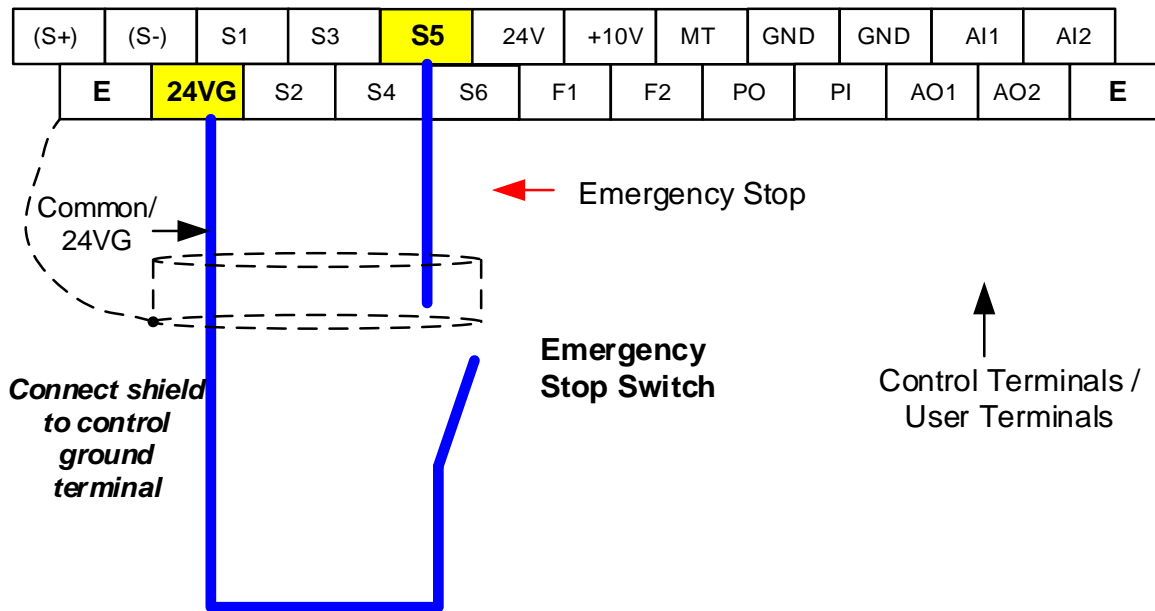 (S+) (S-) S1 S3 S5 24V +10V MT GND GND AI1 AI2
E 24VG S2 S4 S6 F1 F2 PO PI AO1 AO2 E
Common/
24VG
Emergency Stop
Emergency
Stop Switch
Connect shield
to control
ground
terminal
Control Terminals /
User Terminals